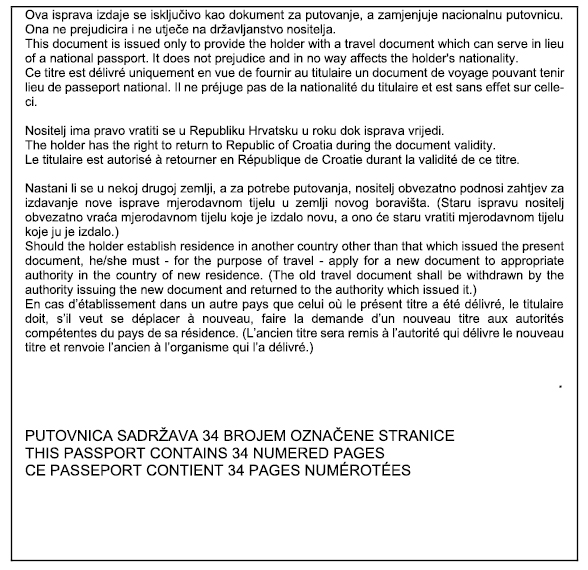 Ova isprava izdaje se isključivo kao dokument za putovanje, a zamjenjuje nacionalnu putovnicu.
Ona ne prejudicira i ne utječe na državljanstvo nositelja.
This document is issued only to provide the holder with a travel document which can serve in lieu
of a national passport. It does not prejudice and in no way affects the holder's nationality.
Ce titre est délivré uniquement en vue de fournir au titulaire un document de voyage pouvant tenir
lieu de passeport national. Il ne préjuge pas de la nationalité du titulaire et est sans effet sur celle-
ci.
Nositelj ima pravo vratiti se u Republiku Hrvatsku u roku dok isprava vrijedi.
The holder has the right to return to Republic of Croatia during the document validity.
Le titulaire est autorisé à retourner en République de Croatie durant la validité de ce titre.
Nastani li se u nekoj drugoj zemlji, a za potrebe putovanja, nositelj obvezatno podnosi zahtjev za
izdavanje nove isprave mjerodavnom tijelu u zemlji novog boravišta. (Staru ispravu nositelj
obvezatno vraća mjerodavnom tijelu koje je izdalo novu, a ono će staru vratiti mjerodavnom tijelu
koje ju je izdalo.)
Should the holder establish residence in another country other than that which issued the present
document, he/she must - for the purpose of travel - apply for a new document to appropriate
authority in the country of new residence. (The old travel document shall be withdrawn by the
authority issuing the new document and returned to the authority which issued it.)
En cas d'établissement dans un autre pays que celui où le présent titre a été délivré, le titulaire
doit, s'il veut se déplacer à nouveau, faire la demande d'un nouveau titre aux autorités
compétentes du pays de sa résidence. (L'ancien titre sera remis à l'autorité qui délivre le nouveau
titre et renvoie l'ancien à l'organisme qui l'a délivré.)
PUTOVNICA SADRŽAVA 34 BROJEM OZNAČENE STRANICE
THIS PASSPORT CONTAINS 34 NUMERED PAGES
CE PASSEPORT CONTIENT 34 PAGES NUMÉROTÉES